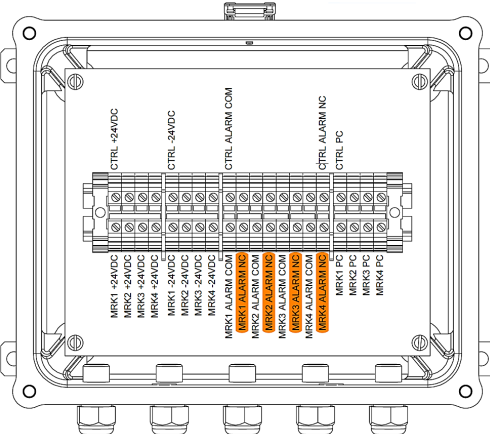 CTRL +24VDC
CTRL -24VDC
CTRL ALARM COM
CTRL ALARM NC
CTRL PC
MRK1 +24VDC
MRK2 +24VDC
MRK3 +24VDC
MRK4 +24VDC
MRK1 -24VDC
MRK2 -24VDC
MRK3 -24VDC
MRK4 -24VDC
MRK1 ALARM COM
MRK1 ALARM NC
MRK2 ALARM COM
MRK2 ALARM NC
MRK3 ALARM COM
MRK3 ALARM NC
MRK4 ALARM COM
MRK4 ALARM NC
MRK1 PC
MRK2 PC
MRK3 PC
MRK4 PC